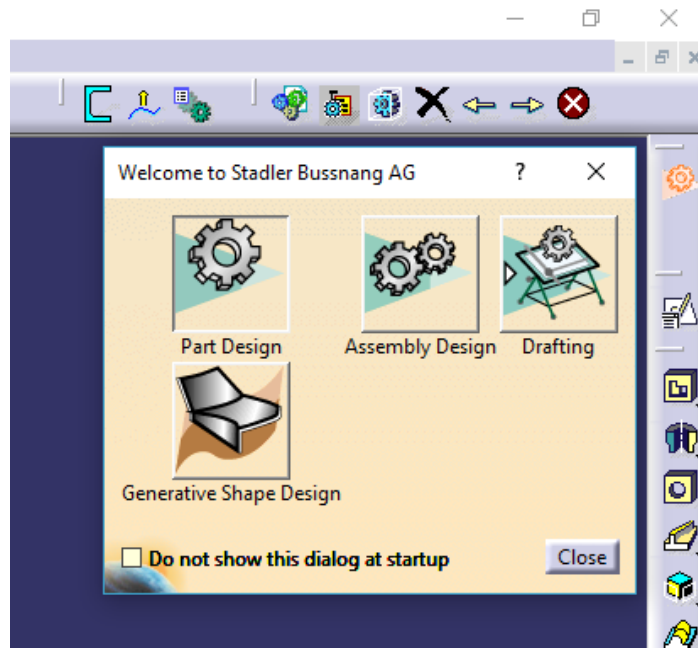 Welcome to Stadler Bussnang AG ?
Part Design Assembly Design Drafting
Generative Shape Design
Do not show this dialog at startup Close